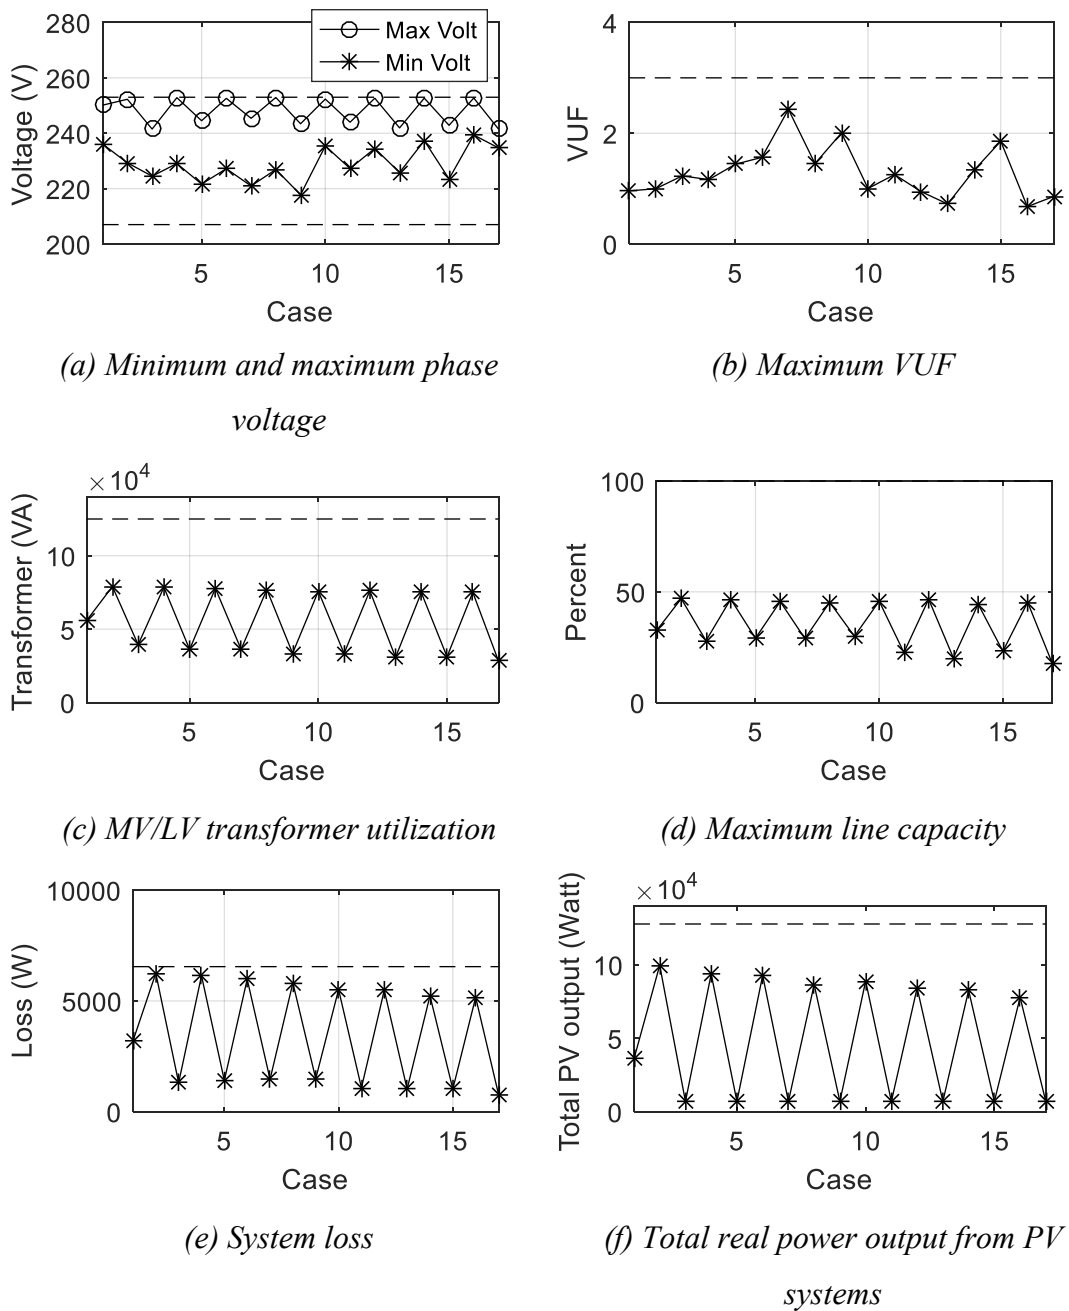 280
260
240
220
200
Voltage (V)
Max Volt
Min Volt
5 10 15
Case
(a) Minimum and maximum phase
voltage
4
2
0
VUF
5 10 15
Case
(b) Maximum VUF
×10⁴
10
5
0
Transformer (VA)
5 10 15
Case
(c) MV/LV transformer utilization
100
50
0
Percent
5 10 15
Case
(d) Maximum line capacity
10000
5000
0
Loss (W)
5 10 15
Case
(e) System loss
×10⁴
10
5
0
Total PV output (Watt)
5 10 15
Case
(f) Total real power output from PV
systems